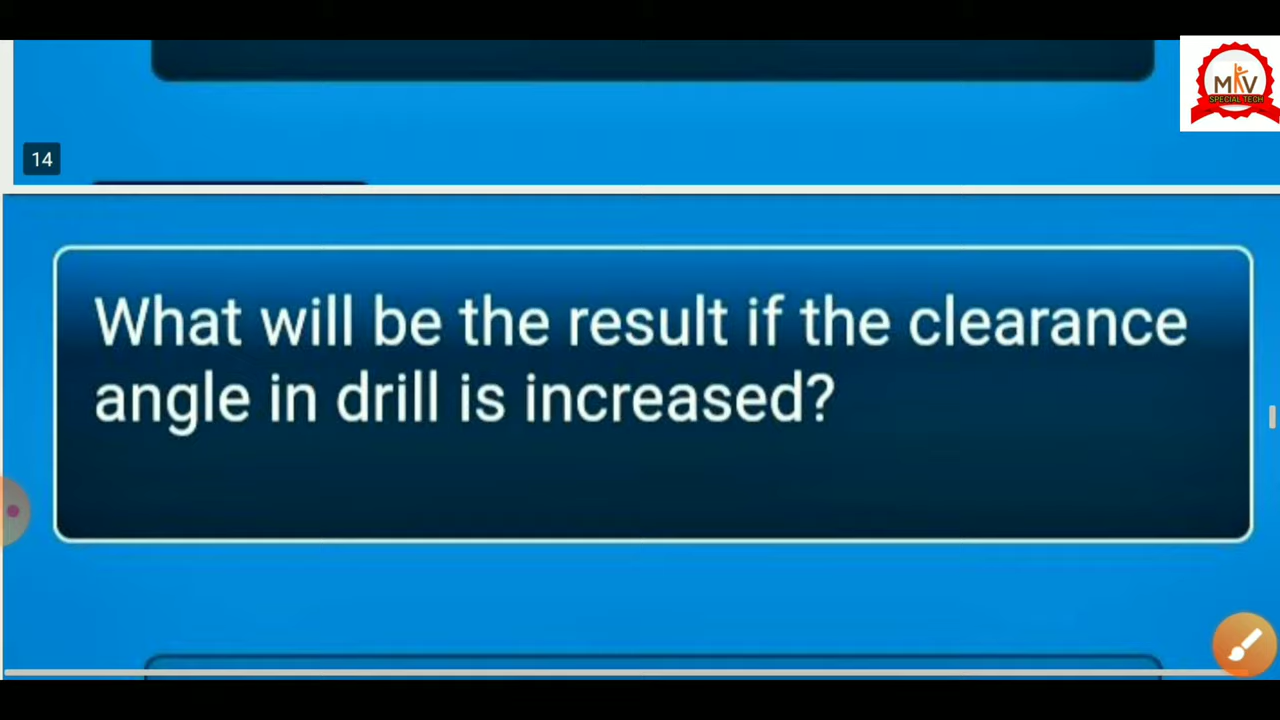 MKV
SPECIAL TECH
14
What will be the result if the clearance
angle in drill is increased?